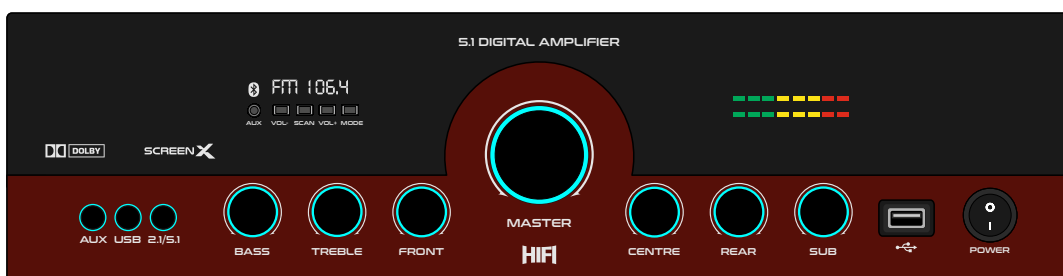 5.1 DIGITAL AMPLIFIER
FM 106.4
AUX VOL- SCAN VOL+ MODE
DOLBY SCREEN X
AUX USB 2.1/5.1
BASS TREBLE FRONT MASTER CENTRE REAR SUB POWER
HIFI